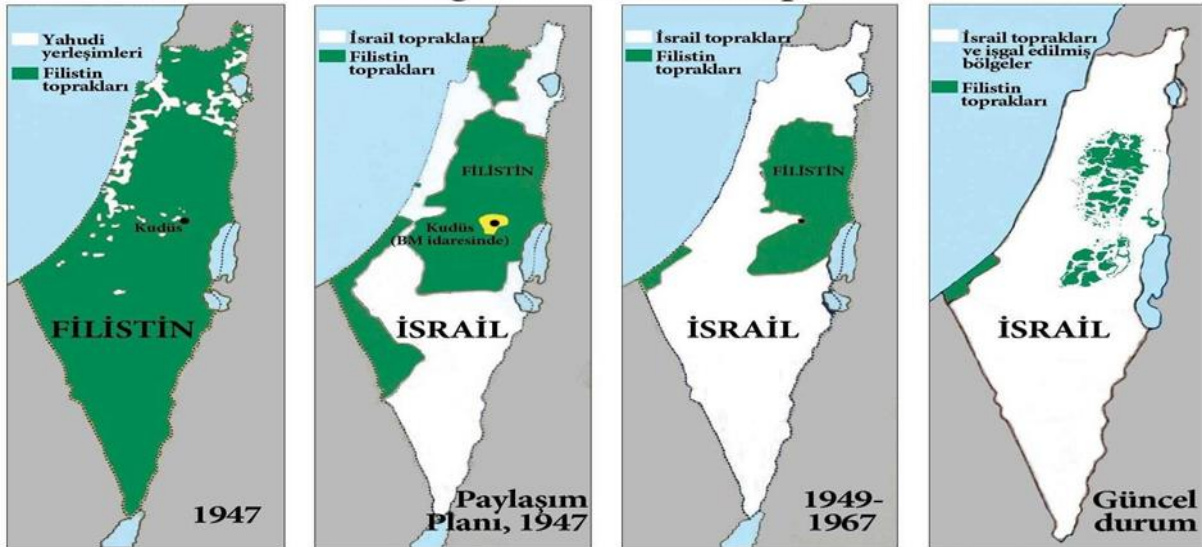 Yahudi
yerleşimleri
Filistin
toprakları
Kudüs
FİLİSTİN
1947
İsrail toprakları
Filistin
toprakları
FİLİSTİN
Kudüs
(BM idaresinde)
İSRAİL
Paylaşım
Planı, 1947
İsrail toprakları
Filistin
toprakları
FİLİSTİN
İSRAİL
1949-
1967
İsrail toprakları
ve işgal edilmiş
bölgeler
Filistin
toprakları
İSRAİL
Güncel
durum